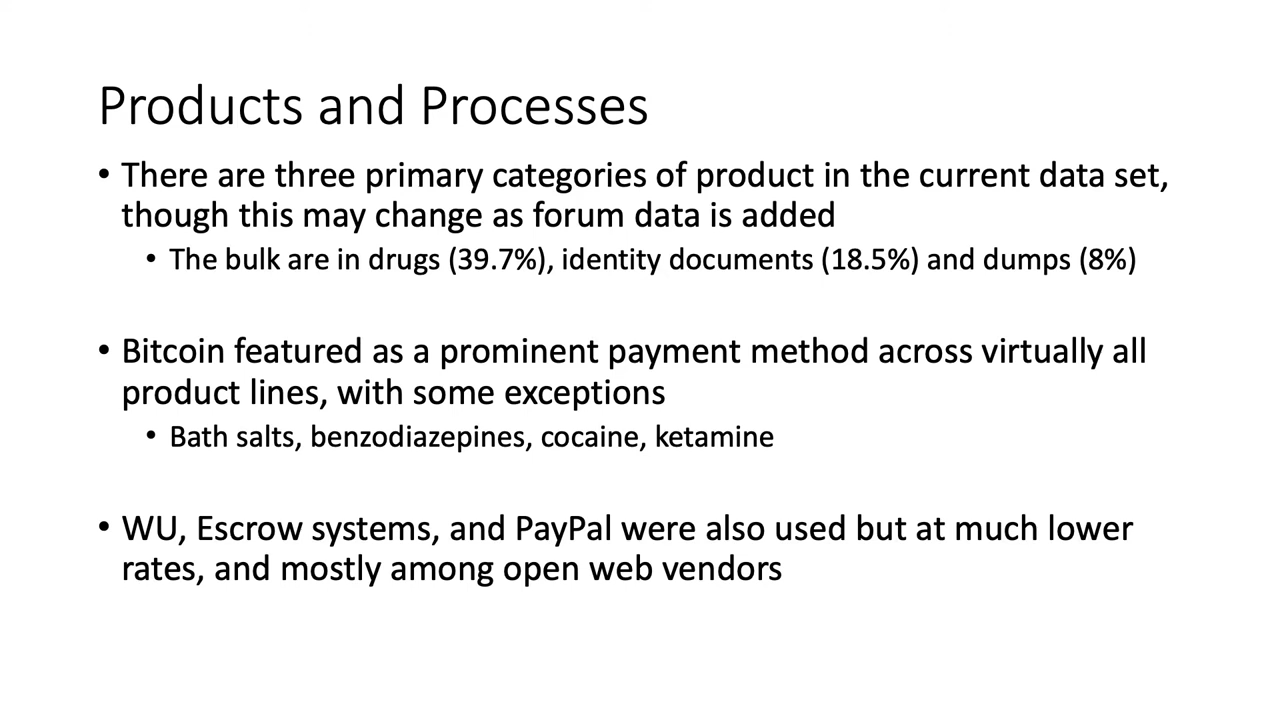 Products and Processes
• There are three primary categories of product in the current data set,
though this may change as forum data is added
• The bulk are in drugs (39.7%), identity documents (18.5%) and dumps (8%)
• Bitcoin featured as a prominent payment method across virtually all
product lines, with some exceptions
• Bath salts, benzodiazepines, cocaine, ketamine
• WU, Escrow systems, and PayPal were also used but at much lower
rates, and mostly among open web vendors